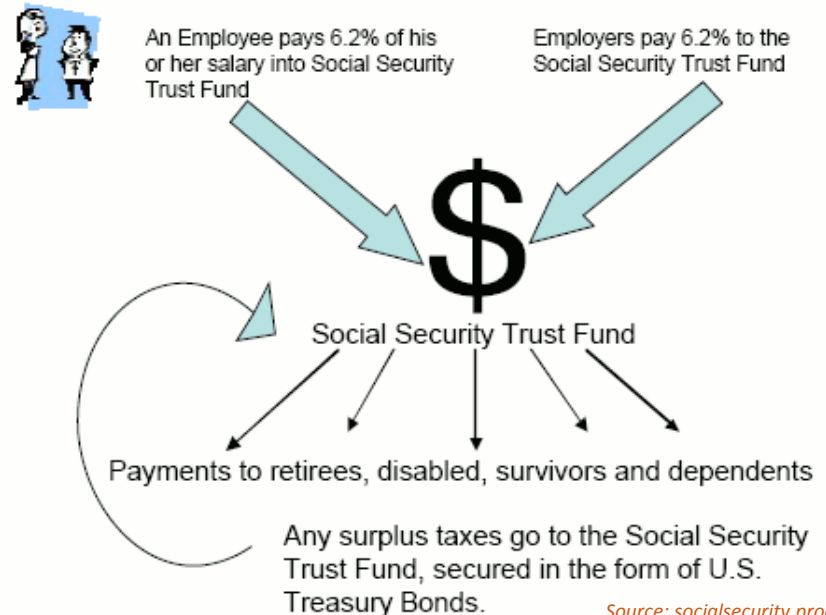 An Employee pays 6.2% of his
or her salary into Social Security
Trust Fund
Employers pay 6.2% to the
Social Security Trust Fund
$
Social Security Trust Fund
Payments to retirees, disabled, survivors and dependents
Any surplus taxes go to the Social Security
Trust Fund, secured in the form of U.S.
Treasury Bonds.
Source: socialsecurity.